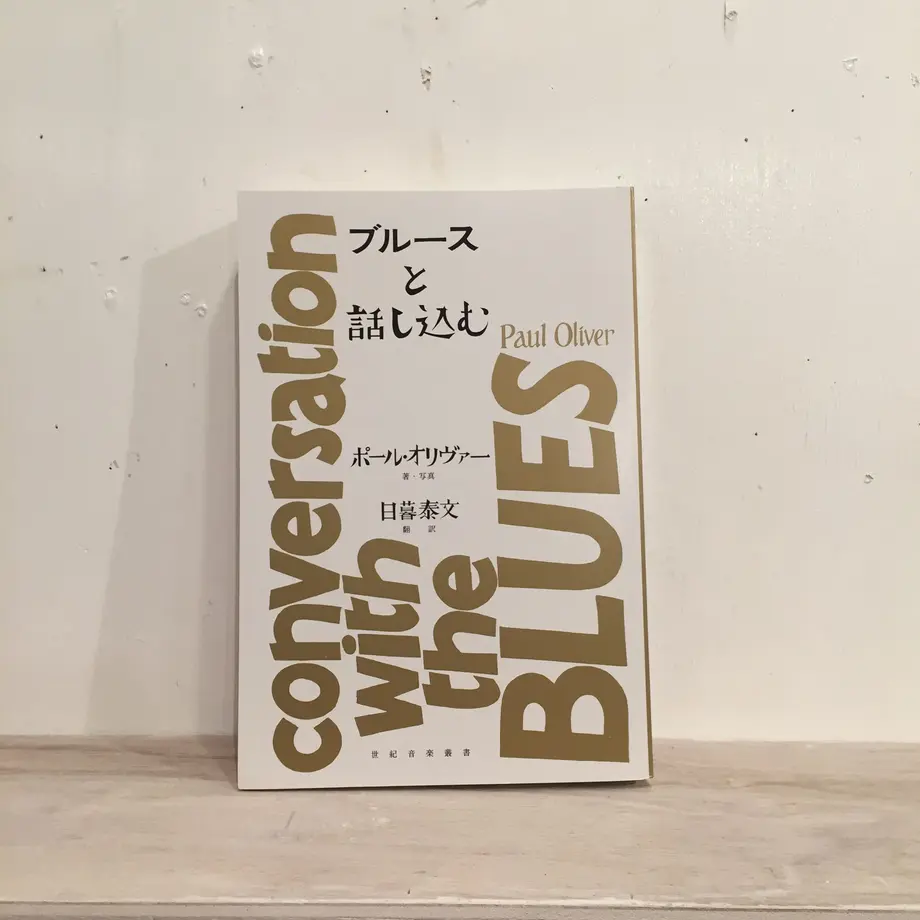 ブルース
と
話し込む
Paul Oliver
ポール・オリヴァー
著・写真
日暮泰文
翻訳
conversation
with
the
BLUES
世紀音楽叢書